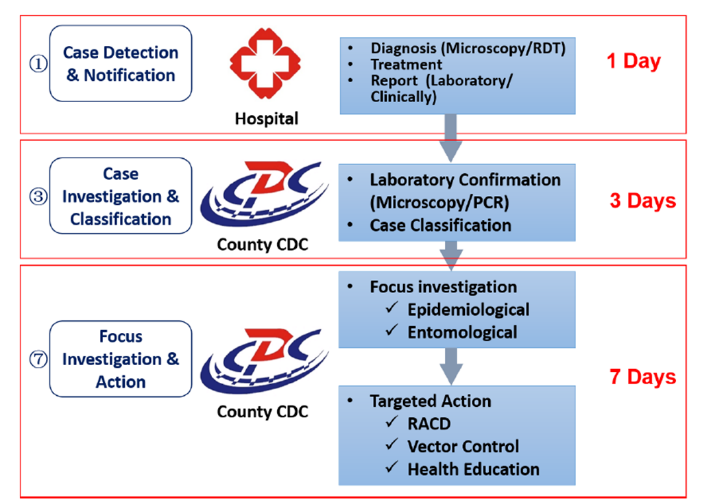 ①
Case Detection
& Notification
Hospital
• Diagnosis (Microscopy/RDT)
• Treatment
• Report (Laboratory/
Clinically)
1 Day
③
Case
Investigation &
Classification
CDC
County CDC
• Laboratory Confirmation
(Microscopy/PCR)
• Case Classification
3 Days
⑦
Focus
Investigation &
Action
CDC
County CDC
• Focus investigation
✓ Epidemiological
✓ Entomological
• Targeted Action
✓ RACD
✓ Vector Control
✓ Health Education
7 Days